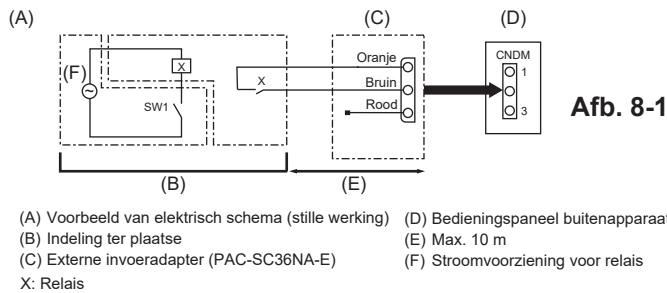 (A)
(C)
(D)
(F)
X
SW1
X
Oranje
Bruin
Rood
CNDM
1
3
Afb. 8-1
(B)
(E)
(A) Voorbeeld van elektrisch schema (stille werking)
(B) Indeling ter plaatse
(C) Externe invoeradapter (PAC-SC36NA-E)
X: Relais
(D) Bedieningspaneel buitenapparaat
(E) Max. 10 m
(F) Stroomvoorziening voor relais